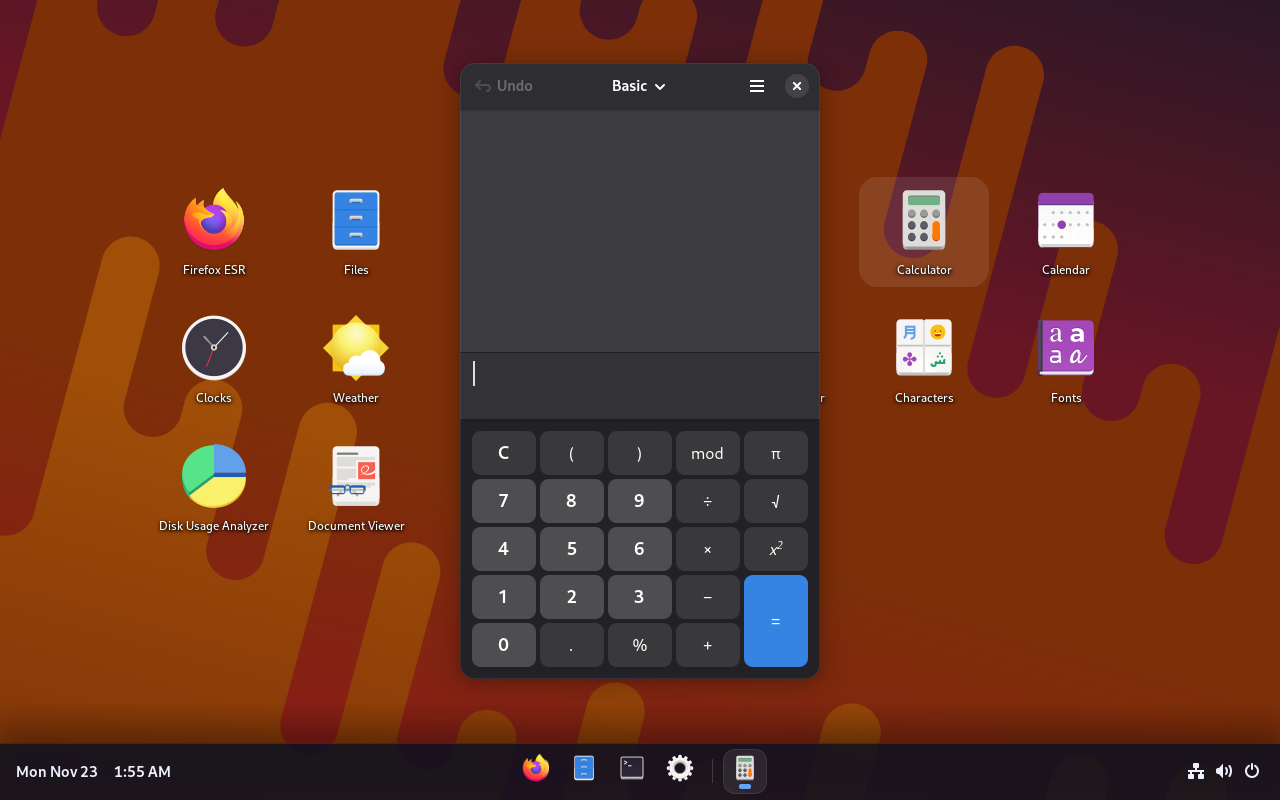 Undo
Basic
Firefox ESR
Files
Calculator
Calendar
Clocks
Weather
r
Characters
Fonts
Disk Usage Analyzer
Document Viewer
C ( ) mod π
7 8 9 ÷ √
4 5 6 × x²
1 2 3 −
0 . % + =
Mon Nov 23 1:55 AM